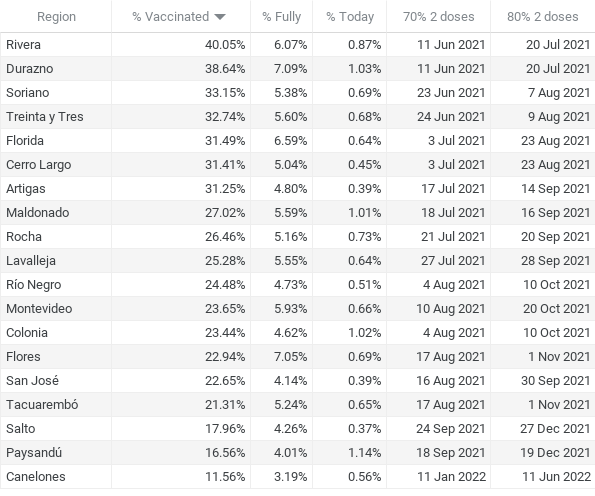 Region % Vaccinated % Fully % Today 70% 2 doses 80% 2 doses
Rivera 40.05% 6.07% 0.87% 11 Jun 2021 20 Jul 2021
Durazno 38.64% 7.09% 1.03% 11 Jun 2021 20 Jul 2021
Soriano 33.15% 5.38% 0.69% 23 Jun 2021 7 Aug 2021
Treinta y Tres 32.74% 5.60% 0.68% 24 Jun 2021 9 Aug 2021
Florida 31.49% 6.59% 0.64% 3 Jul 2021 23 Aug 2021
Cerro Largo 31.41% 5.04% 0.45% 3 Jul 2021 23 Aug 2021
Artigas 31.25% 4.80% 0.39% 17 Jul 2021 14 Sep 2021
Maldonado 27.02% 5.59% 1.01% 18 Jul 2021 16 Sep 2021
Rocha 26.46% 5.16% 0.73% 21 Jul 2021 20 Sep 2021
Lavalleja 25.28% 5.55% 0.64% 27 Jul 2021 28 Sep 2021
Río Negro 24.48% 4.73% 0.51% 4 Aug 2021 10 Oct 2021
Montevideo 23.65% 5.93% 0.66% 10 Aug 2021 20 Oct 2021
Colonia 23.44% 4.62% 1.02% 4 Aug 2021 10 Oct 2021
Flores 22.94% 7.05% 0.69% 17 Aug 2021 1 Nov 2021
San José 22.65% 4.14% 0.39% 16 Aug 2021 30 Sep 2021
Tacuarembó 21.31% 5.24% 0.65% 17 Aug 2021 1 Nov 2021
Salto 17.96% 4.26% 0.37% 24 Sep 2021 27 Dec 2021
Paysandú 16.56% 4.01% 1.14% 18 Sep 2021 19 Dec 2021
Canelones 11.56% 3.19% 0.56% 11 Jan 2022 11 Jun 2022